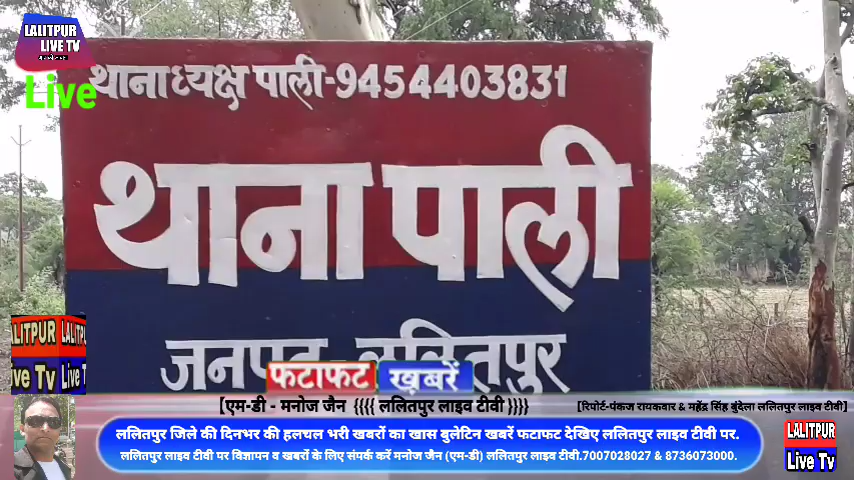 LALITPUR
LIVE TV
Live
थानाध्यक्ष पाली-9454403831
थाना पाली
जनपद - ललितपुर
LALITPUR LALIT
ive Tv Live T
फटाफट खबरें
【एम-डी - मनोज जैन {{{{ ललितपुर लाइव टीवी }}}}
[रिपोर्ट-पंकज रायकवार & महेंद्र सिंह बुंदेला ललितपुर लाइव टीवी]
ललितपुर जिले की दिनभर की हलचल भरी खबरों का खास बुलेटिन खबरें फटाफट देखिए ललितपुर लाइव टीवी पर.
ललितपुर लाइव टीवी पर विज्ञापन व खबरों के लिए संपर्क करें मनोज जैन (एम-डी) ललितपुर लाइव टीवी.7007028027 & 8736073000.
LALITPUR
Live Tv